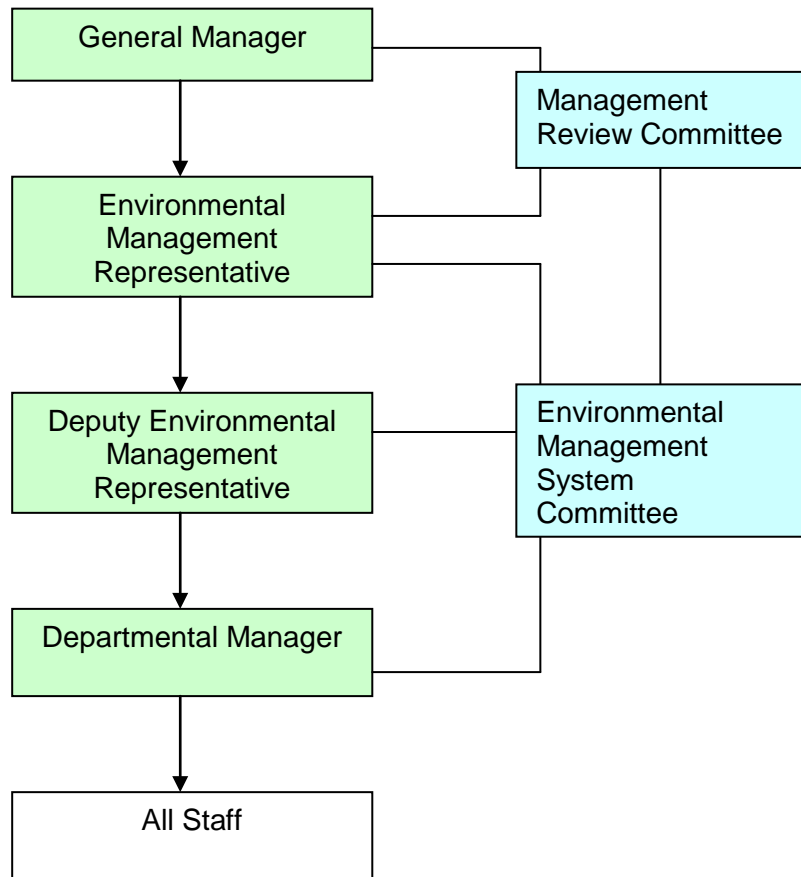 General Manager
Management
Review Committee
Environmental
Management
Representative
Deputy Environmental
Management
Representative
Environmental
Management
System
Committee
Departmental Manager
All Staff